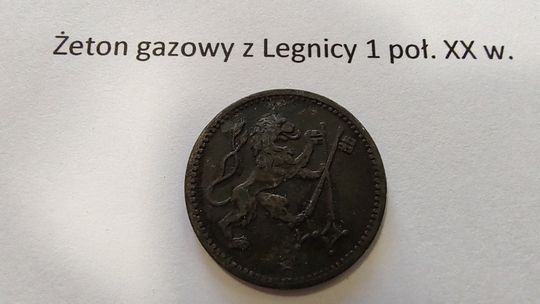 Żeton gazowy z Legnicy 1 poł. XX w.